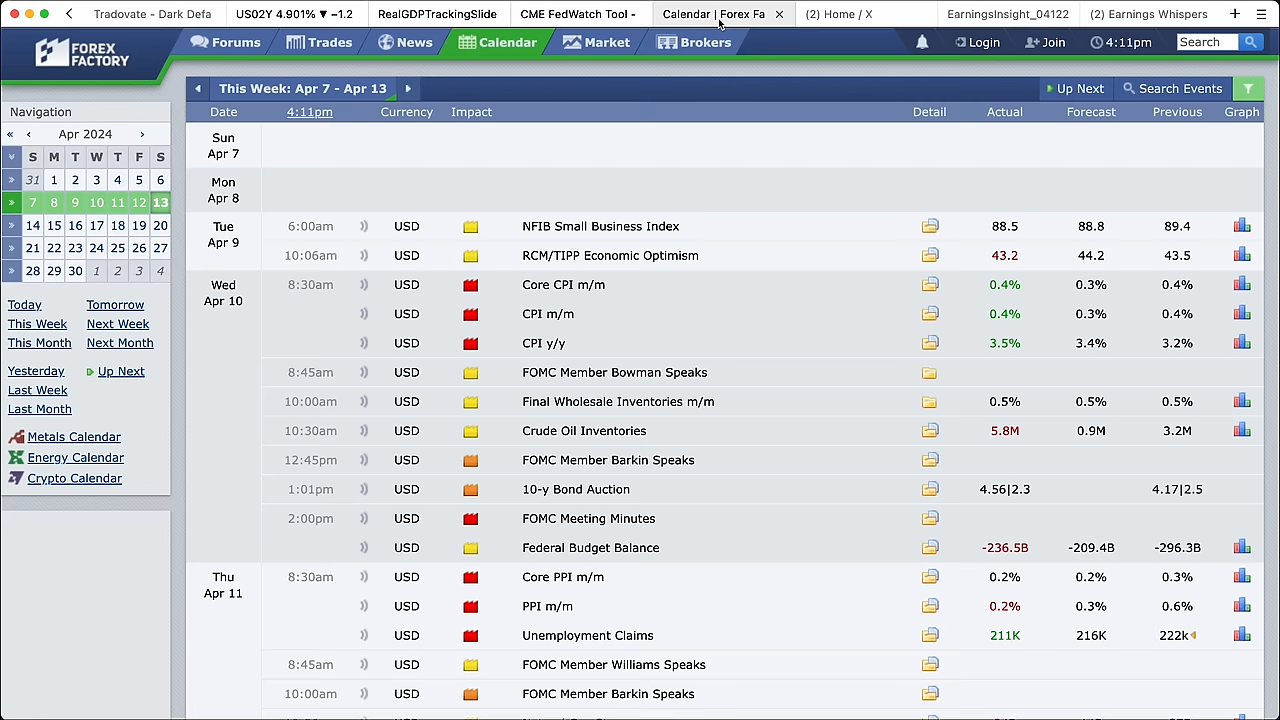 Tradovate - Dark Defa US02Y 4.901% ▼ −1.2 RealGDPTrackingSlide CME FedWatch Tool - Calendar | Forex Fa (2) Home / X EarningsInsight_04122 (2) Earnings Whispers
FOREX FACTORY Forums Trades News Calendar Market Brokers Login Join 4:11pm Search
Navigation
« ‹ Apr 2024 ›
S M T W T F S
31 1 2 3 4 5 6
7 8 9 10 11 12 13
14 15 16 17 18 19 20
21 22 23 24 25 26 27
28 29 30 1 2 3 4
Today Tomorrow
This Week Next Week
This Month Next Month
Yesterday Up Next
Last Week
Last Month
Metals Calendar
Energy Calendar
Crypto Calendar
This Week: Apr 7 - Apr 13 Up Next Search Events
Date 4:11pm Currency Impact Detail Actual Forecast Previous Graph
Sun
Apr 7
Mon
Apr 8
Tue
Apr 9
6:00am USD NFIB Small Business Index 88.5 88.8 89.4
10:06am USD RCM/TIPP Economic Optimism 43.2 44.2 43.5
Wed
Apr 10
8:30am USD Core CPI m/m 0.4% 0.3% 0.4%
USD CPI m/m 0.4% 0.3% 0.4%
USD CPI y/y 3.5% 3.4% 3.2%
8:45am USD FOMC Member Bowman Speaks
10:00am USD Final Wholesale Inventories m/m 0.5% 0.5% 0.5%
10:30am USD Crude Oil Inventories 5.8M 0.9M 3.2M
12:45pm USD FOMC Member Barkin Speaks
1:01pm USD 10-y Bond Auction 4.56|2.3 4.17|2.5
2:00pm USD FOMC Meeting Minutes
USD Federal Budget Balance -236.5B -209.4B -296.3B
Thu
Apr 11
8:30am USD Core PPI m/m 0.2% 0.2% 0.3%
USD PPI m/m 0.2% 0.3% 0.6%
USD Unemployment Claims 211K 216K 222k
8:45am USD FOMC Member Williams Speaks
10:00am USD FOMC Member Barkin Speaks